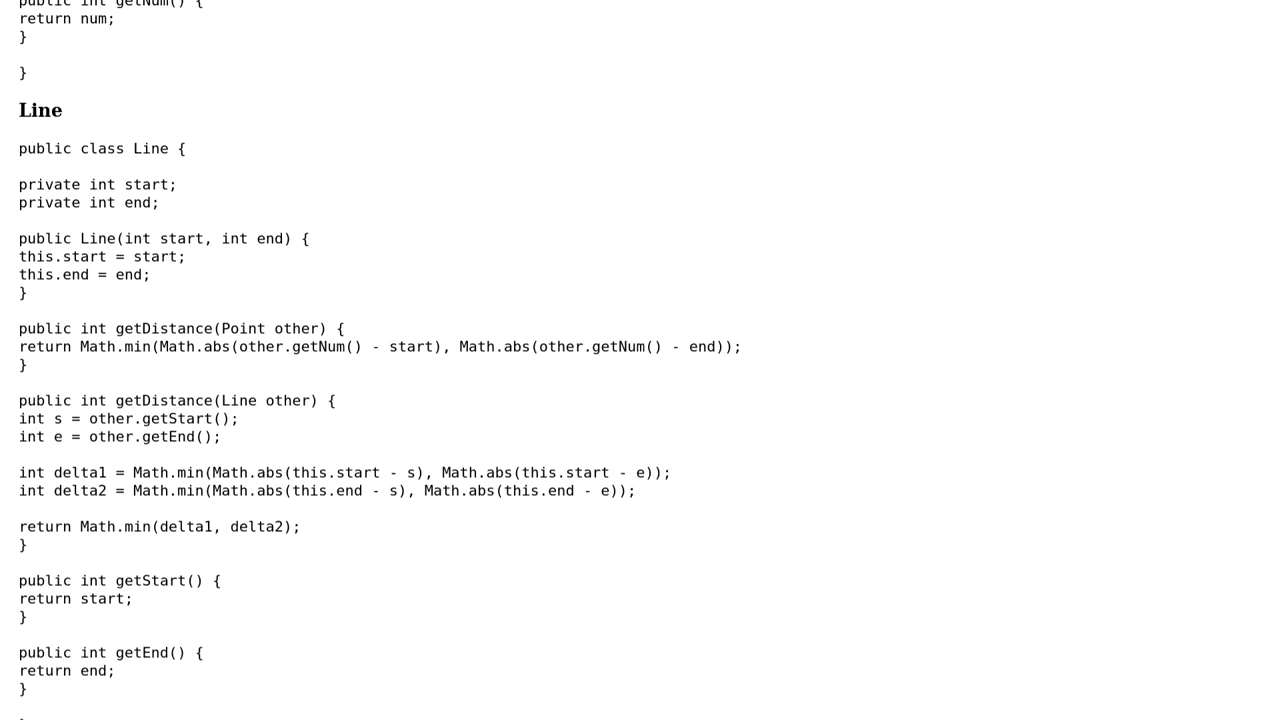 public int getNum() {
return num;
}
}
Line
public class Line {
private int start;
private int end;
public Line(int start, int end) {
this.start = start;
this.end = end;
}
public int getDistance(Point other) {
return Math.min(Math.abs(other.getNum() - start), Math.abs(other.getNum() - end));
}
public int getDistance(Line other) {
int s = other.getStart();
int e = other.getEnd();
int delta1 = Math.min(Math.abs(this.start - s), Math.abs(this.start - e));
int delta2 = Math.min(Math.abs(this.end - s), Math.abs(this.end - e));
return Math.min(delta1, delta2);
}
public int getStart() {
return start;
}
public int getEnd() {
return end;
}